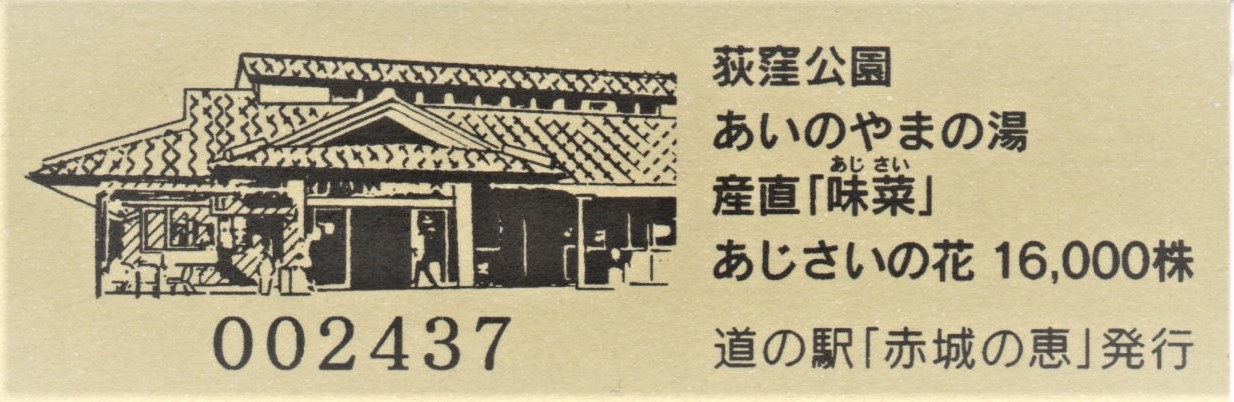 荻窪公園
あいのやまの湯
あじさい
産直「味菜」
あじさいの花 16,000株
002437
道の駅「赤城の恵」発行